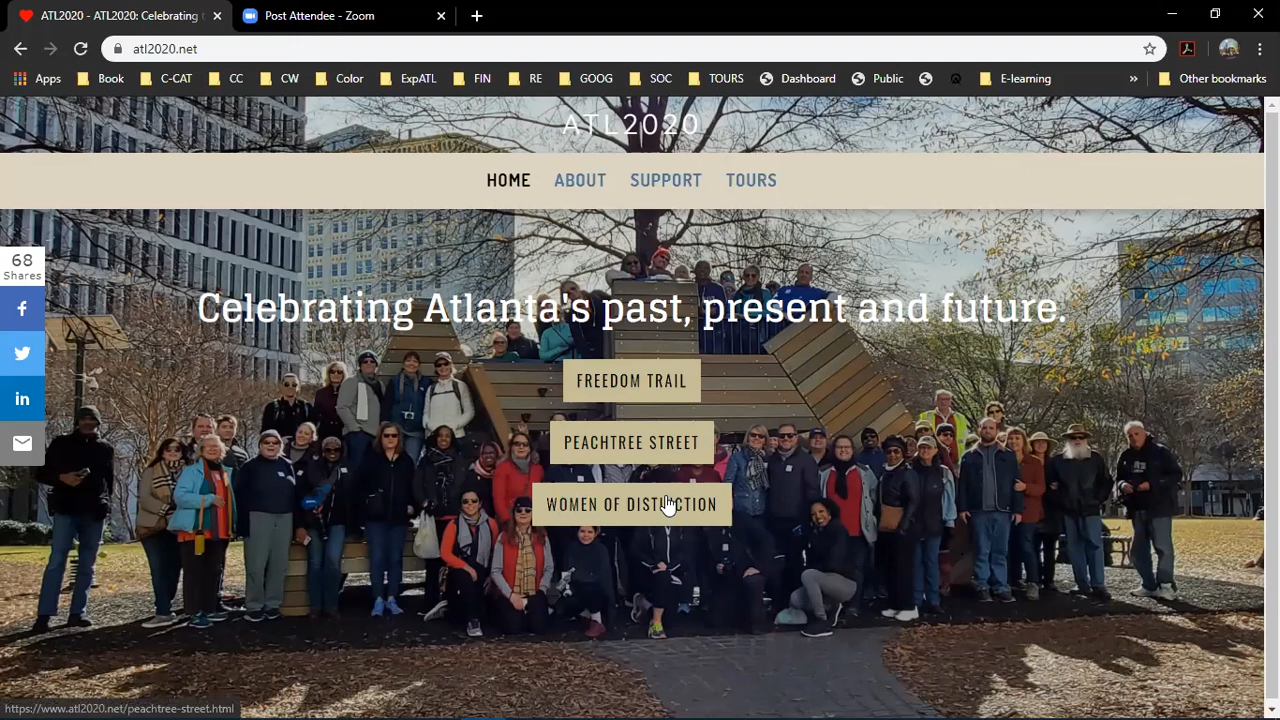 ATL2020 - ATL2020: Celebrating
Post Attendee - Zoom
atl2020.net
Apps Book C-CAT CC CW Color ExpATL FIN RE GOOG SOC TOURS Dashboard Public E-learning » Other bookmarks
ATL2020
HOME ABOUT SUPPORT TOURS
68
Shares
Celebrating Atlanta's past, present and future.
FREEDOM TRAIL
PEACHTREE STREET
WOMEN OF DISTINCTION
https://www.atl2020.net/peachtree-street.html